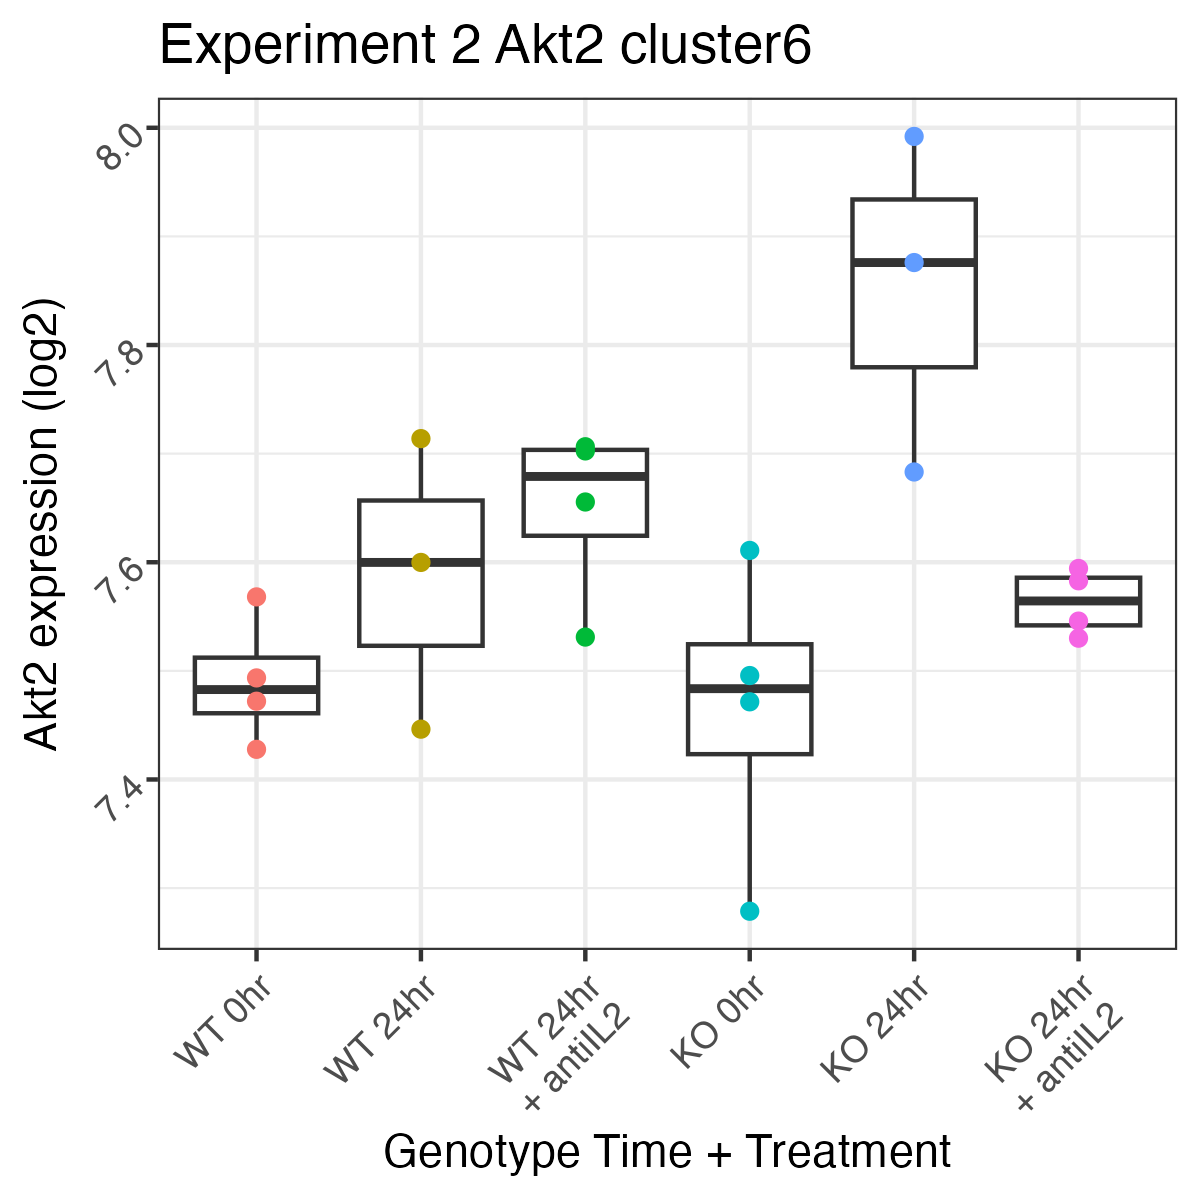 Experiment 2 Akt2 cluster6
Akt2 expression (log2)
8.0
7.8
7.6
7.4
WT 0hr
WT 24hr
WT 24hr
+ antiIL2
KO 0hr
KO 24hr
KO 24hr
+ antiIL2
Genotype Time + Treatment